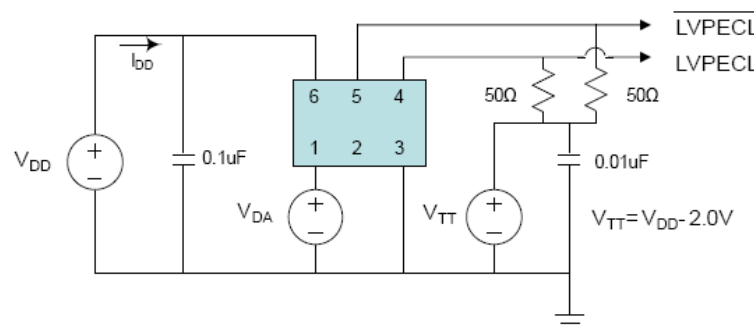 LVPECL
LVPECL
I_DD
6 5 4
50Ω 50Ω
1 2 3
V_DD
0.1uF
0.01uF
V_DA
V_TT
V_TT=V_DD-2.0V
+
−
+
−
+
−